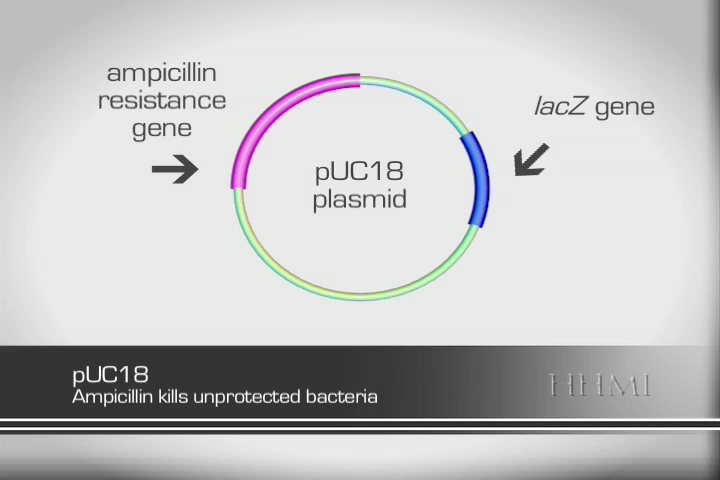 ampicillin
resistance
gene
lacZ gene
pUC18
plasmid
pUC18
Ampicillin kills unprotected bacteria
HHMI